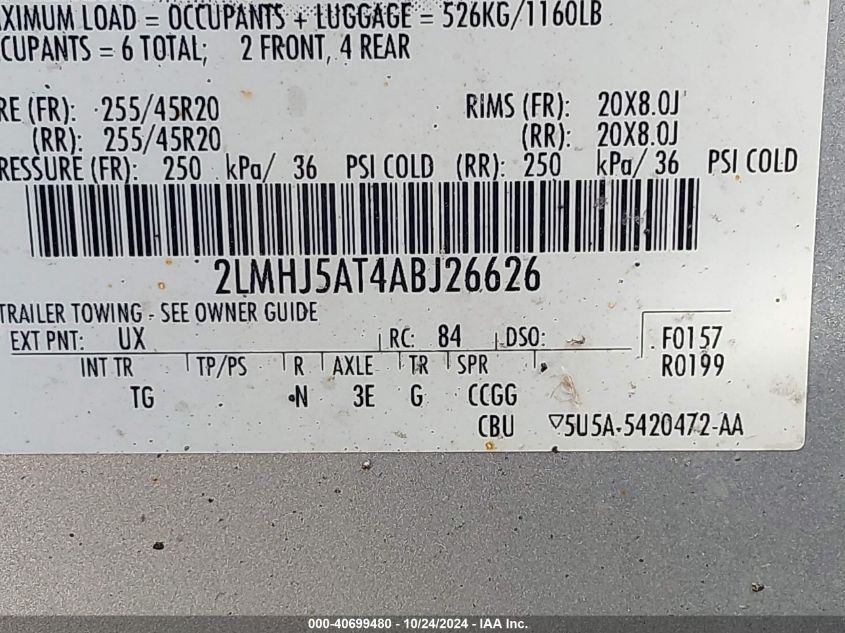 XIMUM LOAD = OCCUPANTS + LUGGAGE = 526KG/1160LB
CUPANTS = 6 TOTAL; 2 FRONT, 4 REAR
RE (FR): 255/45R20 RIMS (FR): 20X8.0J
(RR): 255/45R20 (RR): 20X8.0J
RESSURE (FR): 250 kPa/ 36 PSI COLD (RR): 250 kPa/ 36 PSI COLD
2LMHJ5AT4ABJ26626
TRAILER TOWING - SEE OWNER GUIDE
EXT PNT: UX RC: 84 DSO: F0157
INT TR TP/PS R AXLE TR SPR R0199
TG N 3E G CCGG
CBU ▽5U5A-5420472-AA
000-40699480 - 10/24/2024 - IAA Inc.